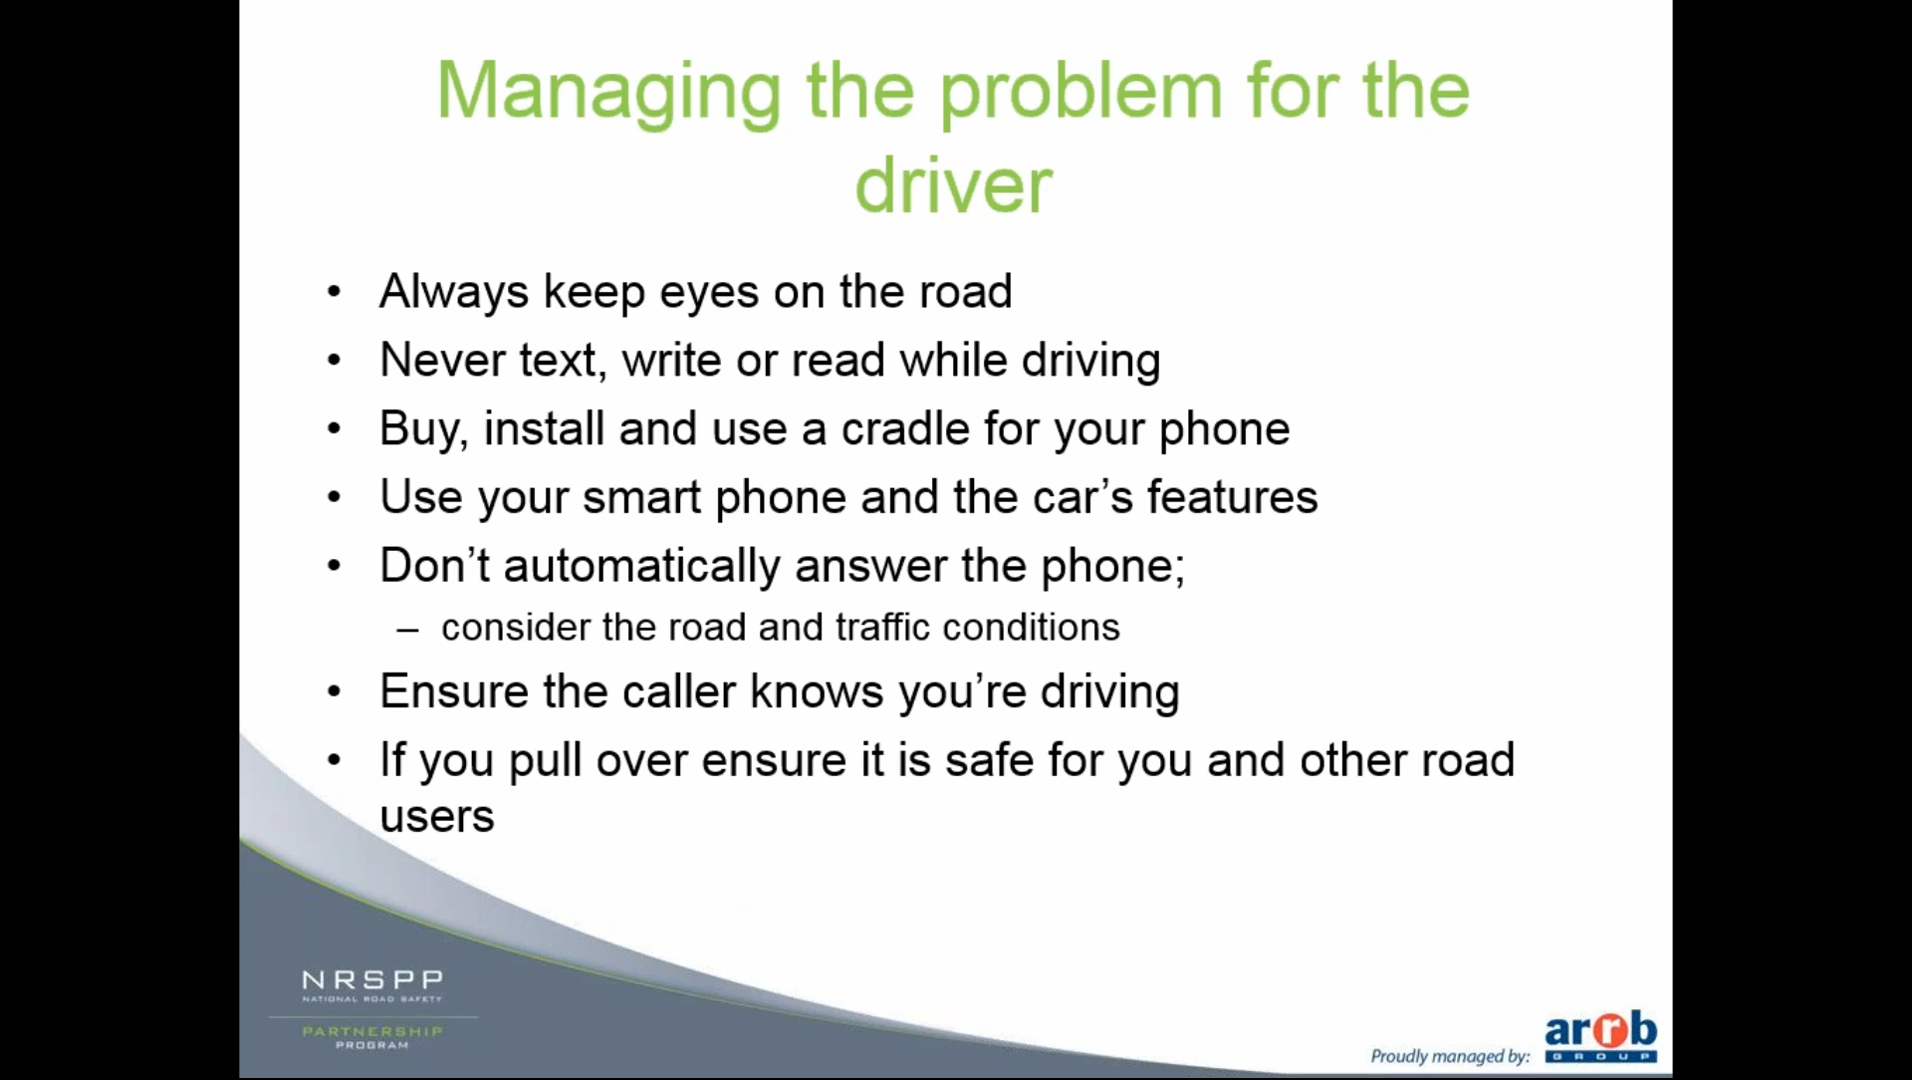 Managing the problem for the
driver
• Always keep eyes on the road
• Never text, write or read while driving
• Buy, install and use a cradle for your phone
• Use your smart phone and the car’s features
• Don’t automatically answer the phone;
– consider the road and traffic conditions
• Ensure the caller knows you’re driving
• If you pull over ensure it is safe for you and other road
users
NRSPP
NATIONAL ROAD SAFETY
PARTNERSHIP
PROGRAM
Proudly managed by:
arrb
GROUP